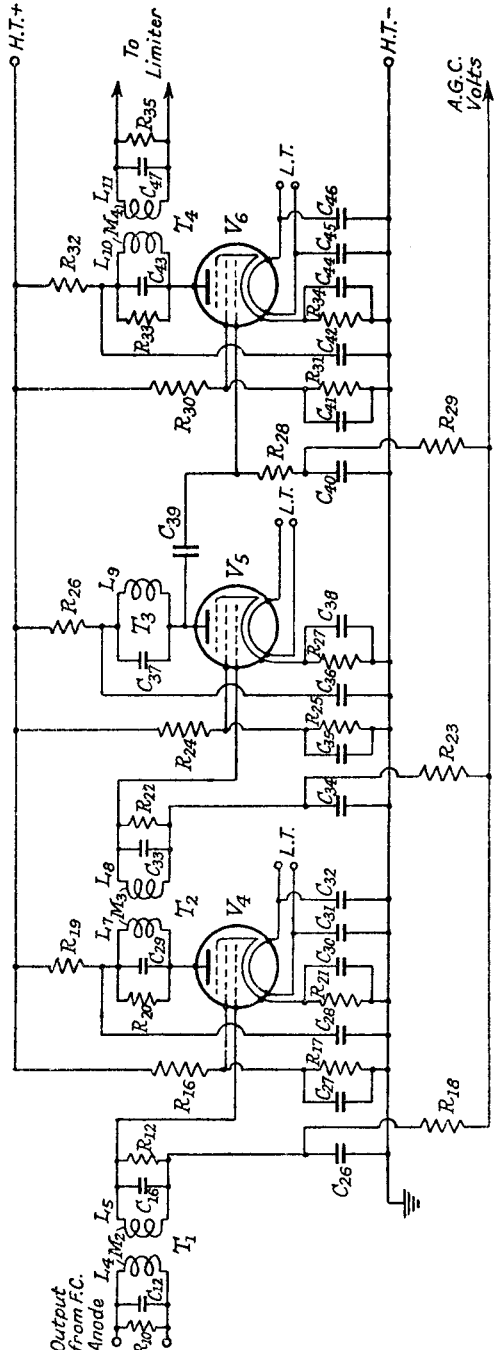 H.T.+
Output
from F.C.
Anode
To
Limiter
R19
R26
R32
L4 M2 L5
L7 M3 L8
L9
L10 M4 L11
R10 C12 C16 R12
R20 C29 C33 R22
C37 T3
R33 C43 C47 R35
T1
T2
T4
C39
R16
V4
R24
V5
R30
V6
L.T.
L.T.
L.T.
R28
C26
C27 R17 C28 R21 C30 C31 C32
C34
C35 R25 C36 R27 C38
C40
C41 R31 C42 R34 C44 C45 C46
H.T.-
R18
R23
R29
A.G.C.
Volts